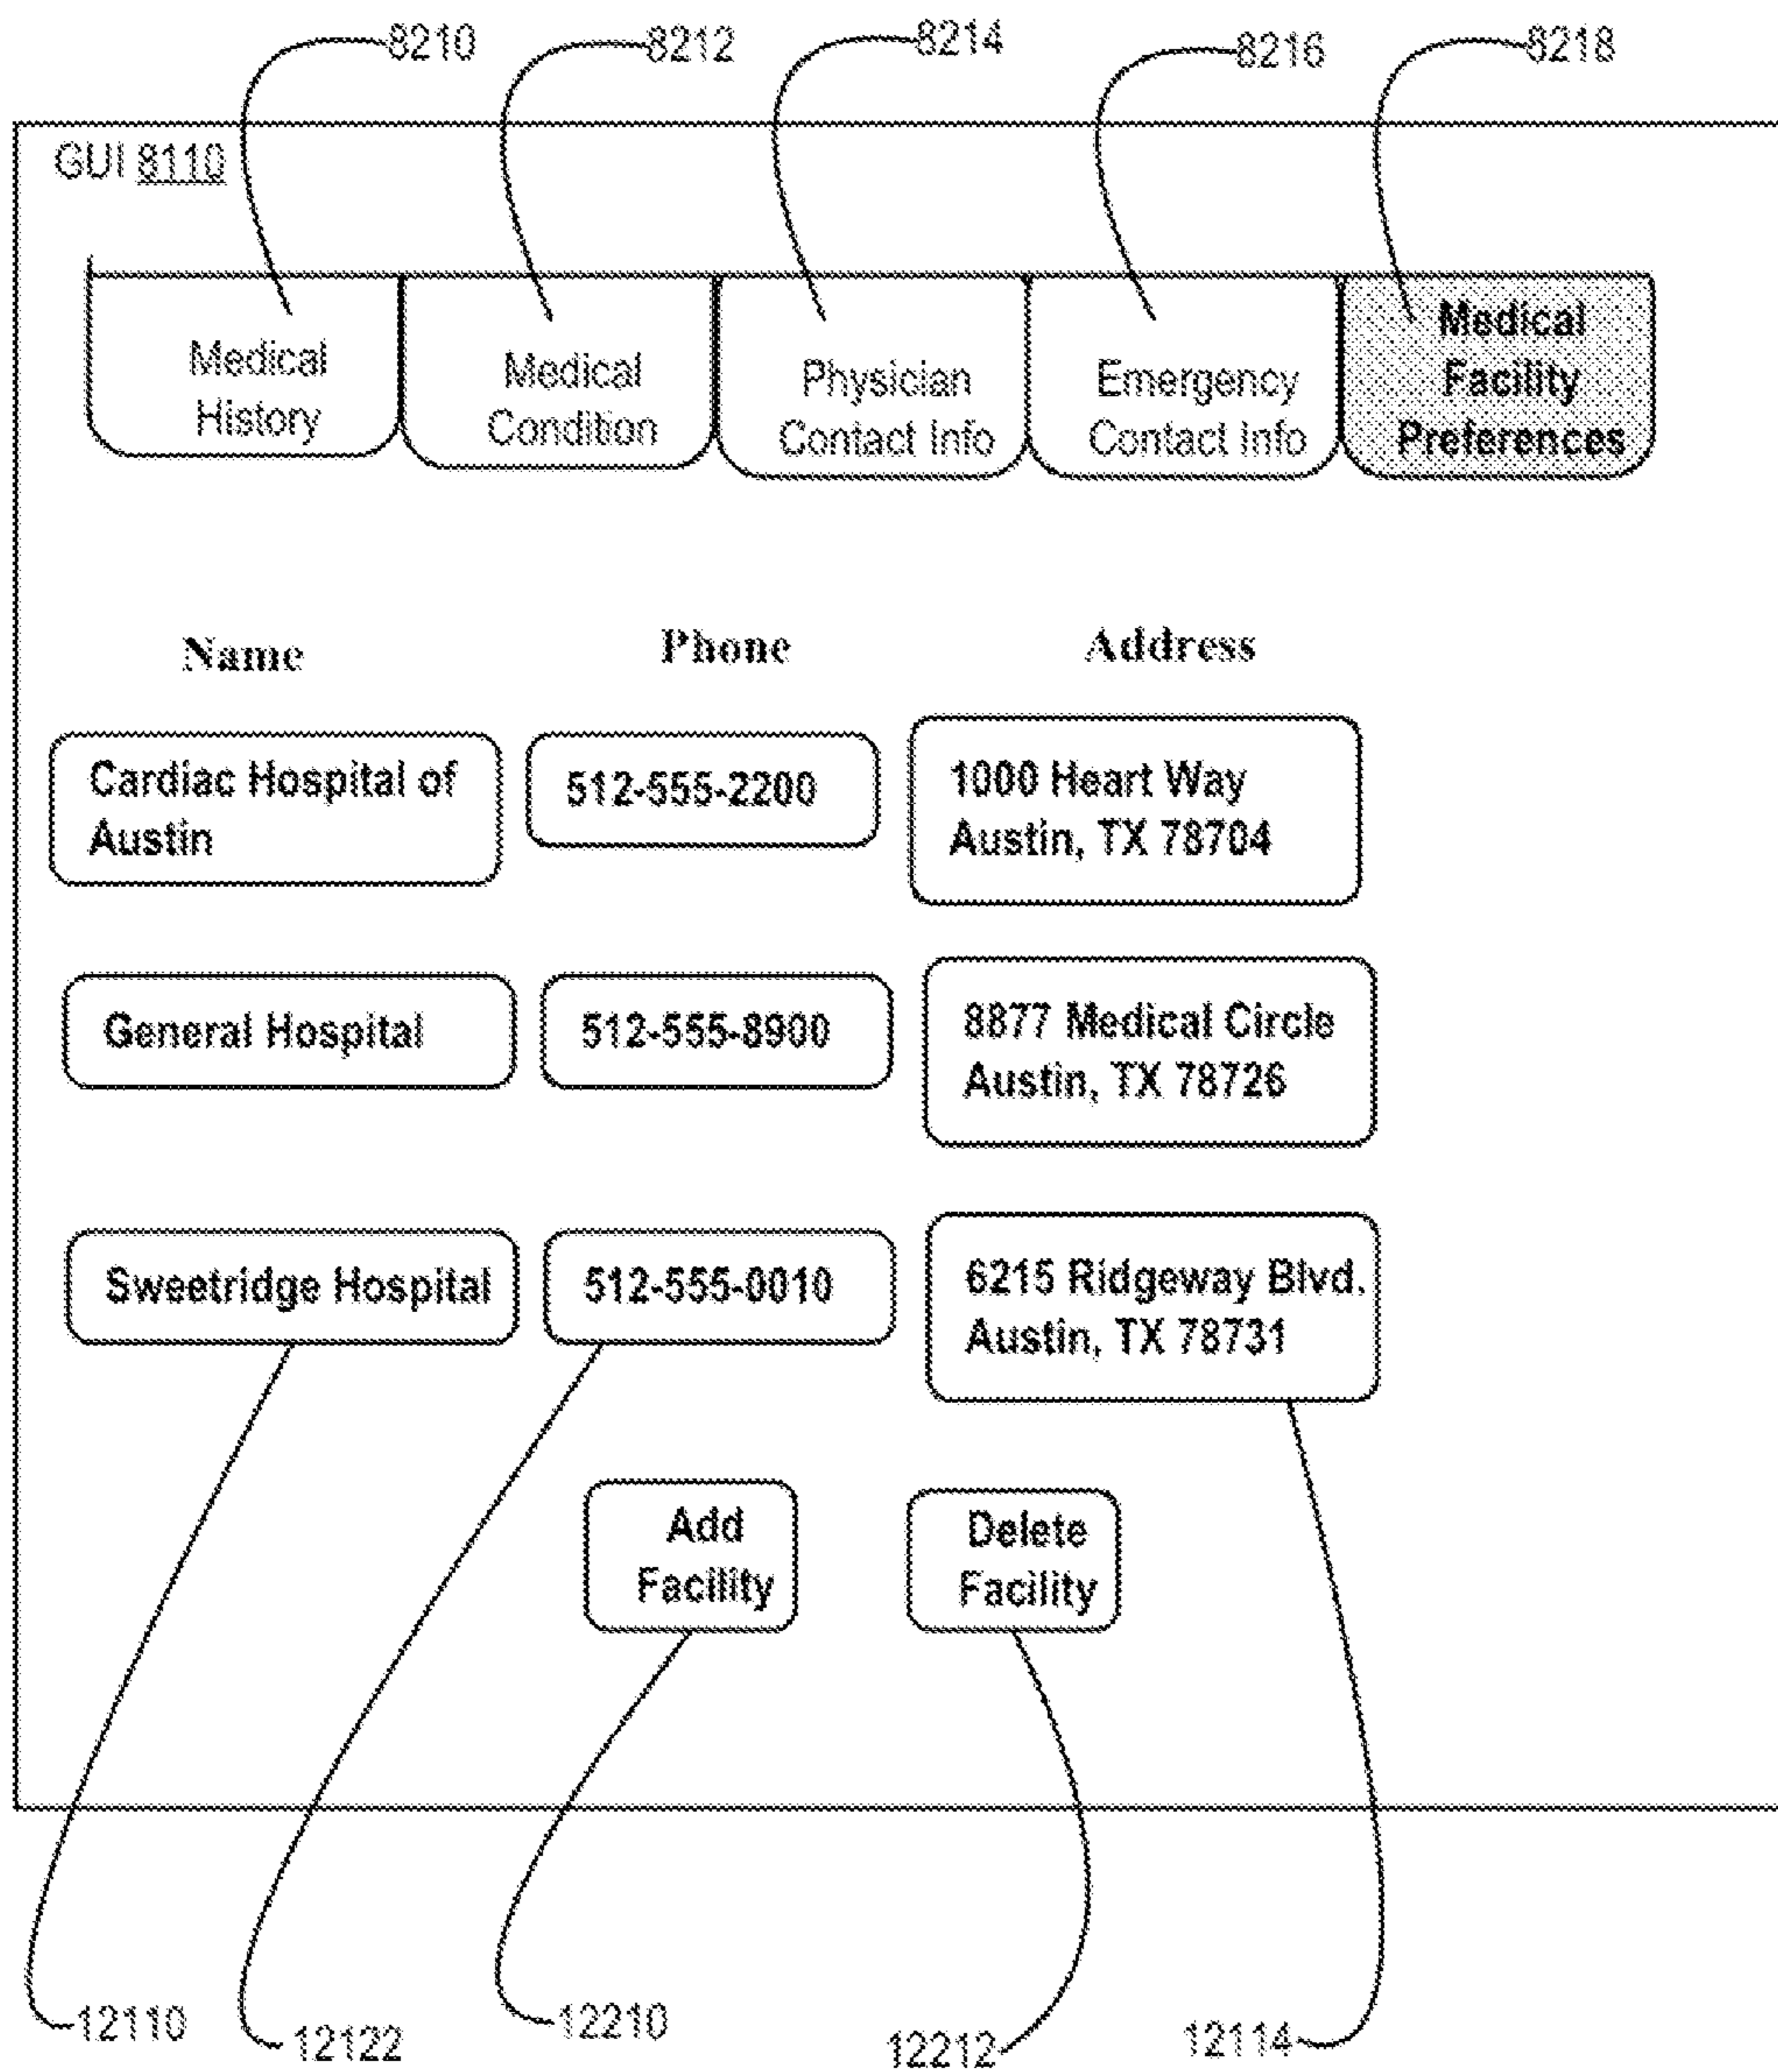 8210 8212 8214 8216 8218
GUI 8110
Medical
History
Medical
Condition
Physician
Contact Info
Emergency
Contact Info
Medical
Facility
Preferences
Name Phone Address
Cardiac Hospital of
Austin
512-555-2200
1000 Heart Way
Austin, TX 78704
General Hospital
512-555-8900
8877 Medical Circle
Austin, TX 78726
Sweetridge Hospital
512-555-0010
6215 Ridgeway Blvd.
Austin, TX 78731
Add
Facility
Delete
Facility
12110 12122 12210 12212 12114